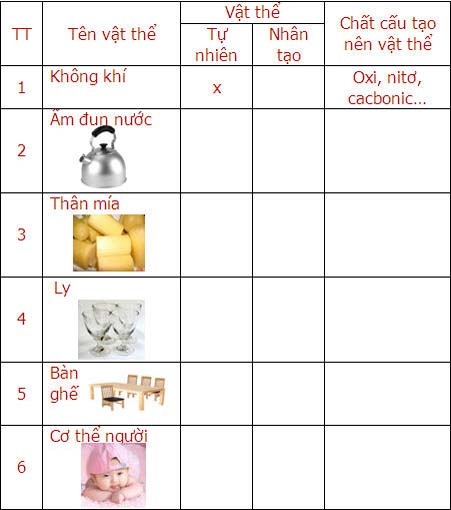 TT
Tên vật thể
Vật thể
Tự nhiên
Nhân tạo
Chất cấu tạo
nên vật thể
1
Không khí
x
Oxi, nitơ,
cacbonic...
2
Ấm đun nước
3
Thân mía
4
Ly
5
Bàn
ghế
6
Cơ thể người